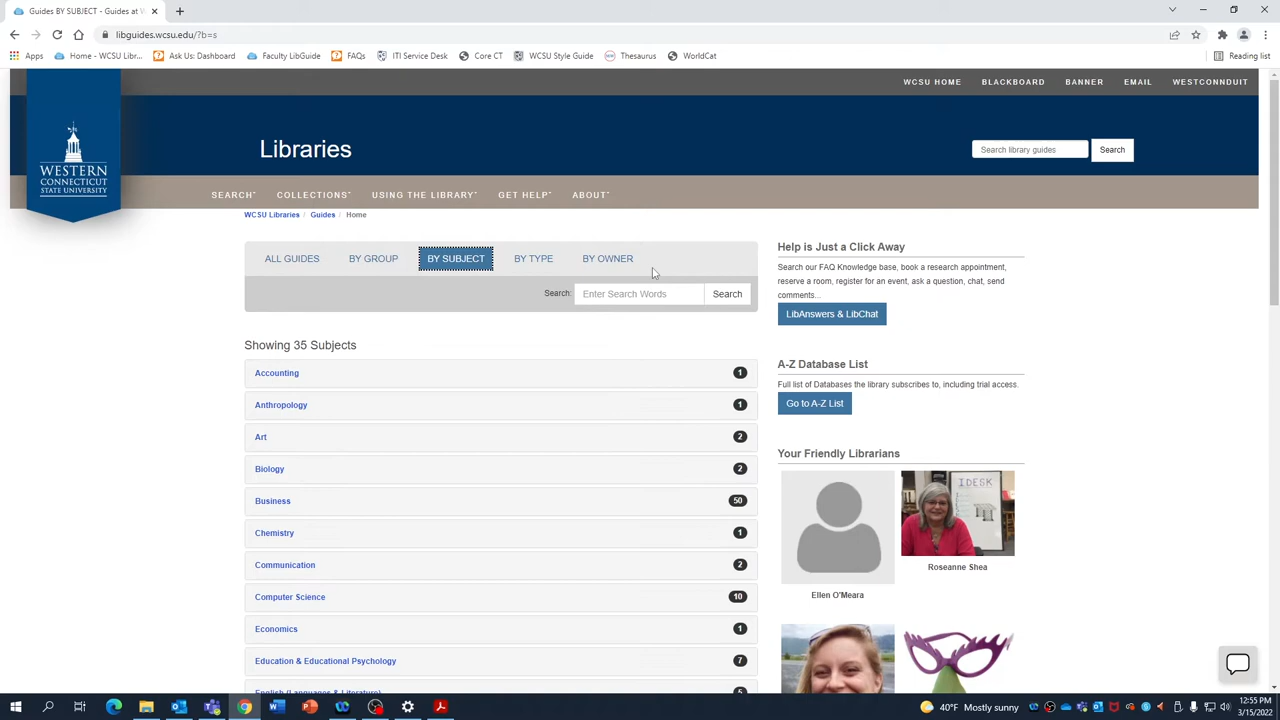 Guides BY SUBJECT - Guides at W
libguides.wcsu.edu/?b=s
Apps
Home - WCSU Libr...
Ask Us: Dashboard
Faculty LibGuide
FAQs
ITI Service Desk
Core CT
WCSU Style Guide
Thesaurus
WorldCat
Reading list
WCSU HOME
BLACKBOARD
BANNER
EMAIL
WESTCONNDUIT
WESTERN
CONNECTICUT
STATE UNIVERSITY
Libraries
Search library guides
Search
SEARCH
COLLECTIONS
USING THE LIBRARY
GET HELP
ABOUT
WCSU Libraries / Guides / Home
ALL GUIDES
BY GROUP
BY SUBJECT
BY TYPE
BY OWNER
Search:
Enter Search Words
Search
Showing 35 Subjects
Accounting 1
Anthropology 1
Art 2
Biology 2
Business 50
Chemistry 1
Communication 2
Computer Science 10
Economics 1
Education & Educational Psychology 7
English (Languages & Literature) 5
Help is Just a Click Away
Search our FAQ Knowledge base, book a research appointment,
reserve a room, register for an event, ask a question, chat, send
comments...
LibAnswers & LibChat
A-Z Database List
Full list of Databases the library subscribes to, including trial access.
Go to A-Z List
Your Friendly Librarians
IDESK
Roseanne Shea
Ellen O'Meara
40°F Mostly sunny
12:55 PM
3/15/2022